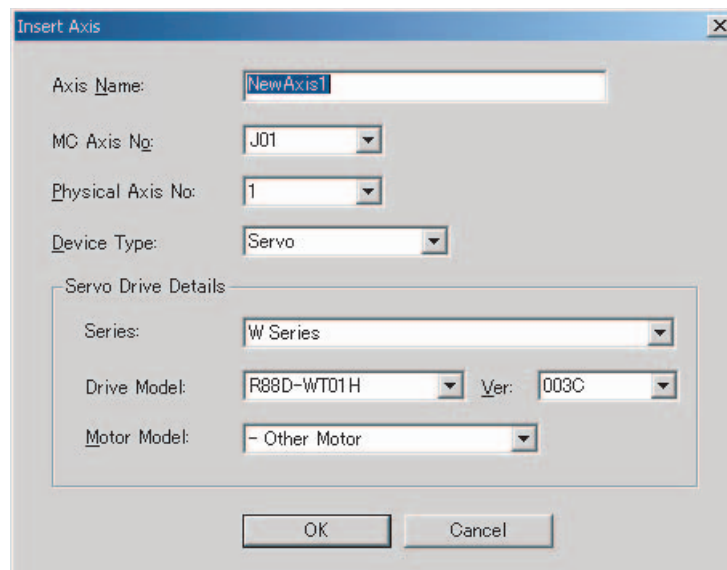 Insert Axis
Axis Name: NewAxis1
MC Axis No: J01
Physical Axis No: 1
Device Type: Servo
Servo Drive Details
Series: W Series
Drive Model: R88D-WT01H Ver: 003C
Motor Model: - Other Motor
OK Cancel